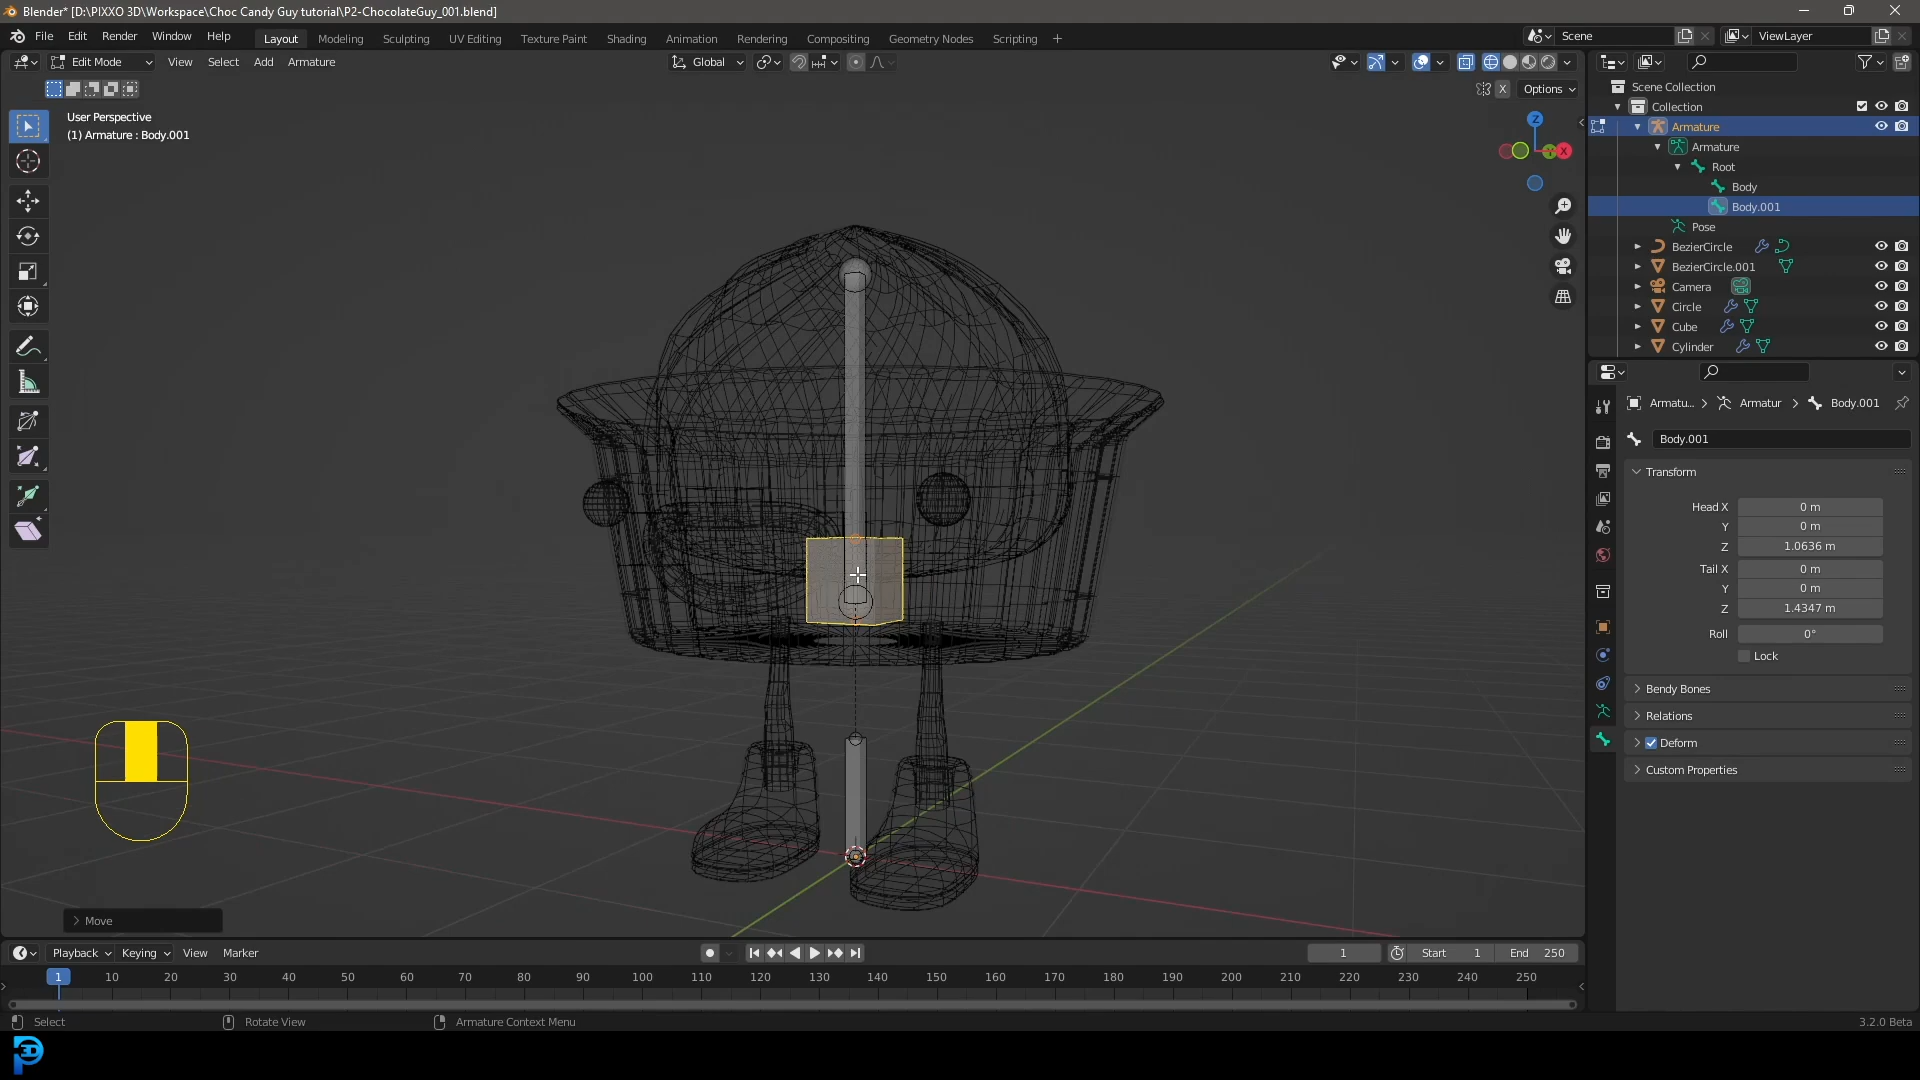 Blender* [D:\PIXXO 3D\Workspace\Choc Candy Guy tutorial\P2-ChocolateGuy_001.blend]
File Edit Render Window Help Layout Modeling Sculpting UV Editing Texture Paint Shading Animation Rendering Compositing Geometry Nodes Scripting + Scene ViewLayer
Edit Mode View Select Add Armature Global
X Options
User Perspective
(1) Armature : Body.001
Z
X
Scene Collection
Collection
Armature
Armature
Root
Body
Body.001
Pose
BezierCircle
BezierCircle.001
Camera
Circle
Cube
Cylinder
Armatu... > Armatur > Body.001
Body.001
Transform
Head X 0 m
Y 0 m
Z 1.0636 m
Tail X 0 m
Y 0 m
Z 1.4347 m
Roll 0°
Lock
Bendy Bones
Relations
Deform
Custom Properties
> Move
Playback Keying View Marker 1 Start 1 End 250
1 10 20 30 40 50 60 70 80 90 100 110 120 130 140 150 160 170 180 190 200 210 220 230 240 250
Select Rotate View Armature Context Menu 3.2.0 Beta
3D